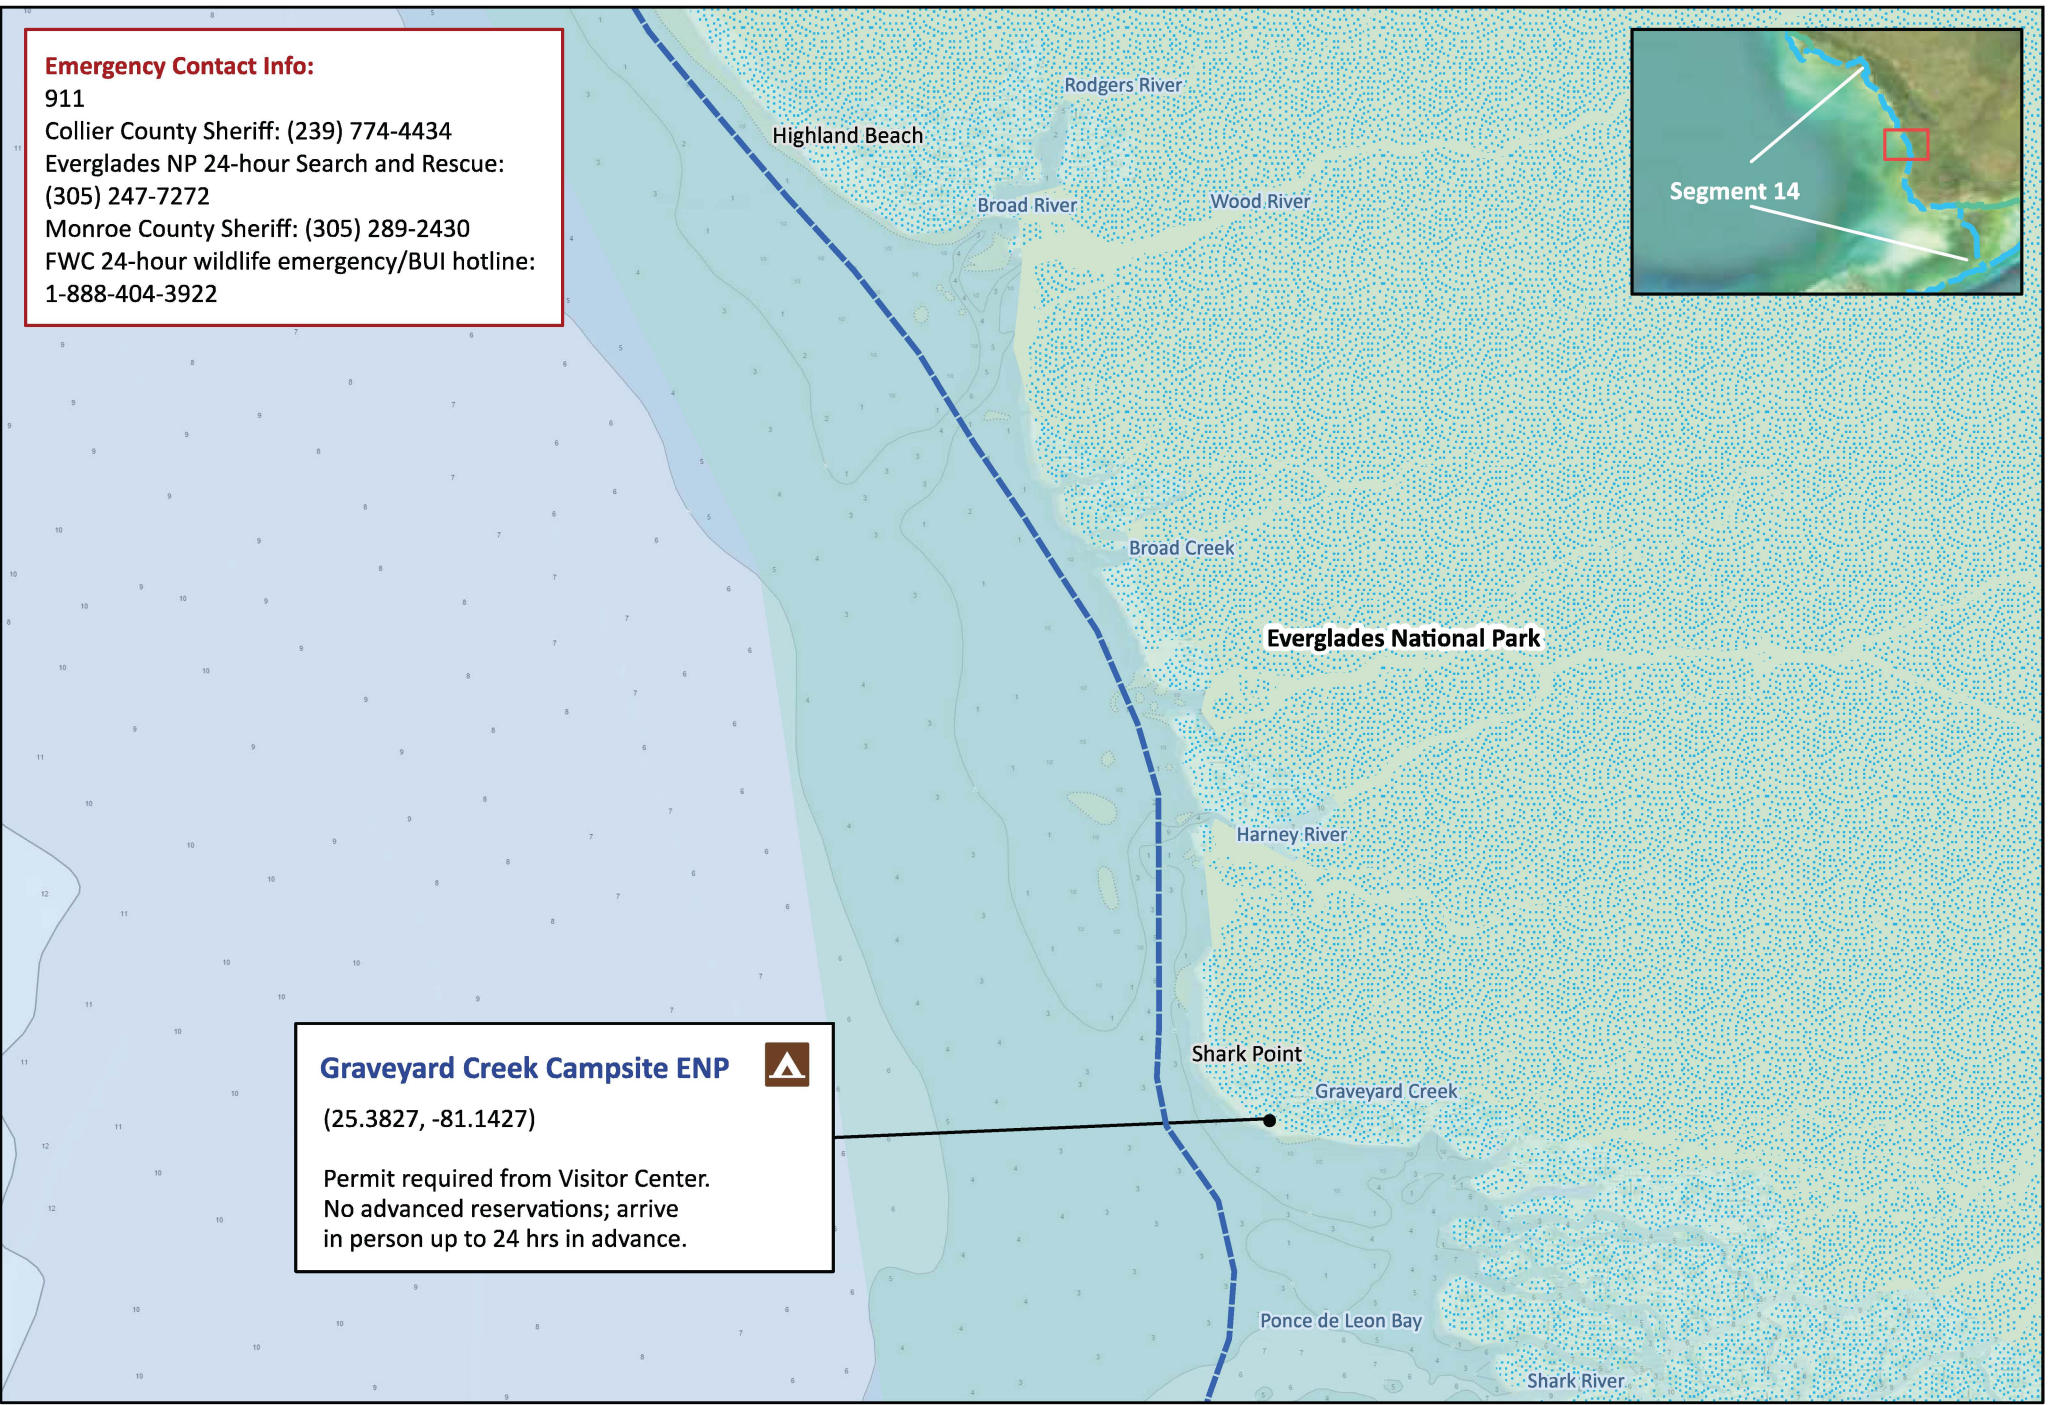 Emergency Contact Info:
911
Collier County Sheriff: (239) 774-4434
Everglades NP 24-hour Search and Rescue:
(305) 247-7272
Monroe County Sheriff: (305) 289-2430
FWC 24-hour wildlife emergency/BUI hotline:
1-888-404-3922
Rodgers River
Highland Beach
Broad River
Wood River
Segment 14
Broad Creek
Everglades National Park
Harney River
Shark Point
Graveyard Creek
Graveyard Creek Campsite ENP
(25.3827, -81.1427)
Permit required from Visitor Center.
No advanced reservations; arrive
in person up to 24 hrs in advance.
Ponce de Leon Bay
Shark River